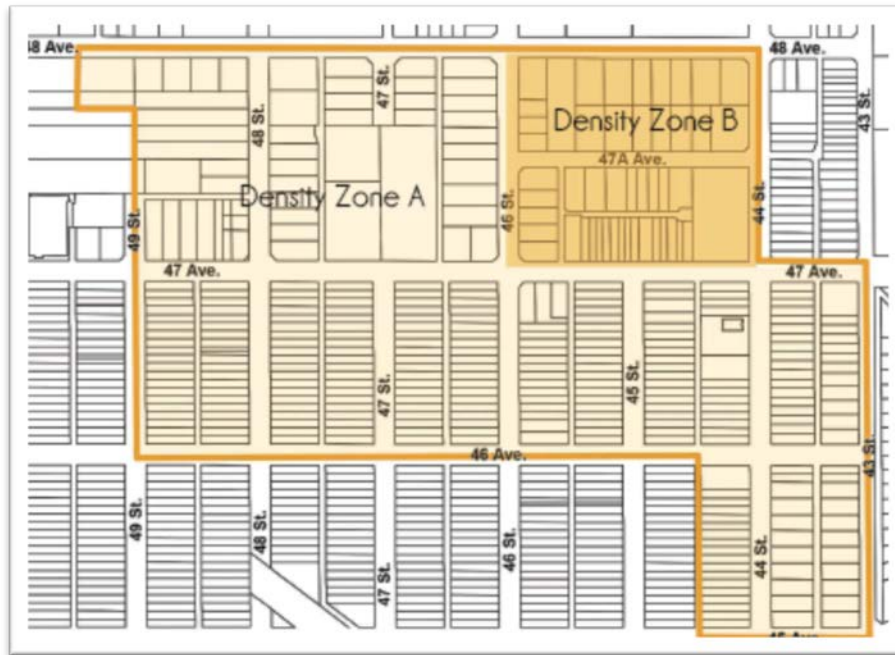 48 Ave.
48 Ave.
47 St.
43 St.
48 St.
Density Zone B
47A Ave.
Density Zone A
49 St.
46 St.
44 St.
47 Ave.
47 Ave.
47 St.
45 St.
46 Ave.
43 St.
49 St.
48 St.
46 St.
44 St.
47 St.
45 Ave.